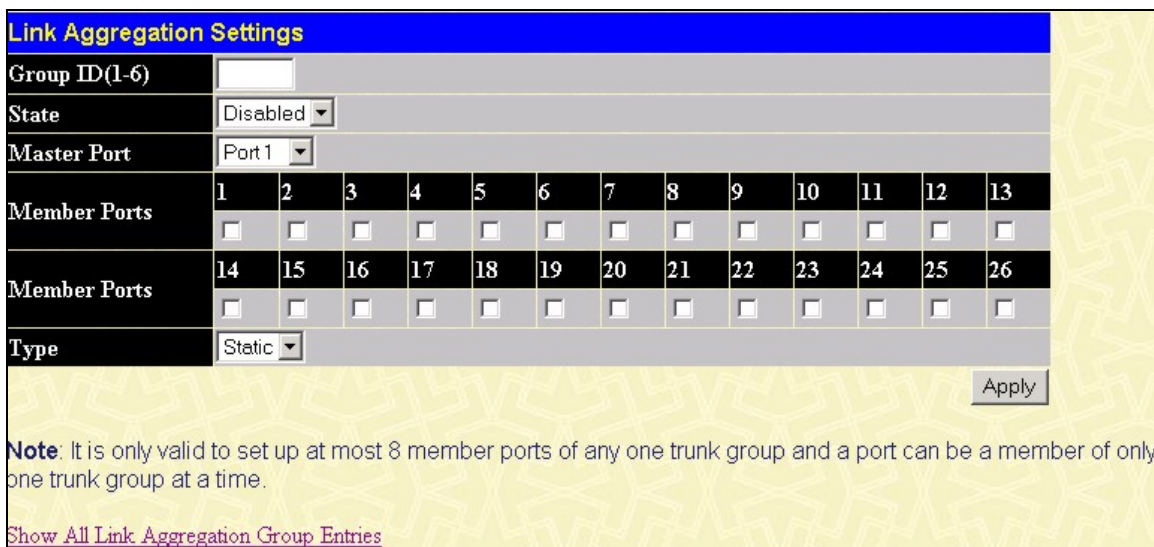 Link Aggregation Settings
Group ID(1-6)
State Disabled
Master Port Port 1
Member Ports 1 2 3 4 5 6 7 8 9 10 11 12 13
Member Ports 14 15 16 17 18 19 20 21 22 23 24 25 26
Type Static
Apply
Note: It is only valid to set up at most 8 member ports of any one trunk group and a port can be a member of only
one trunk group at a time.
Show All Link Aggregation Group Entries